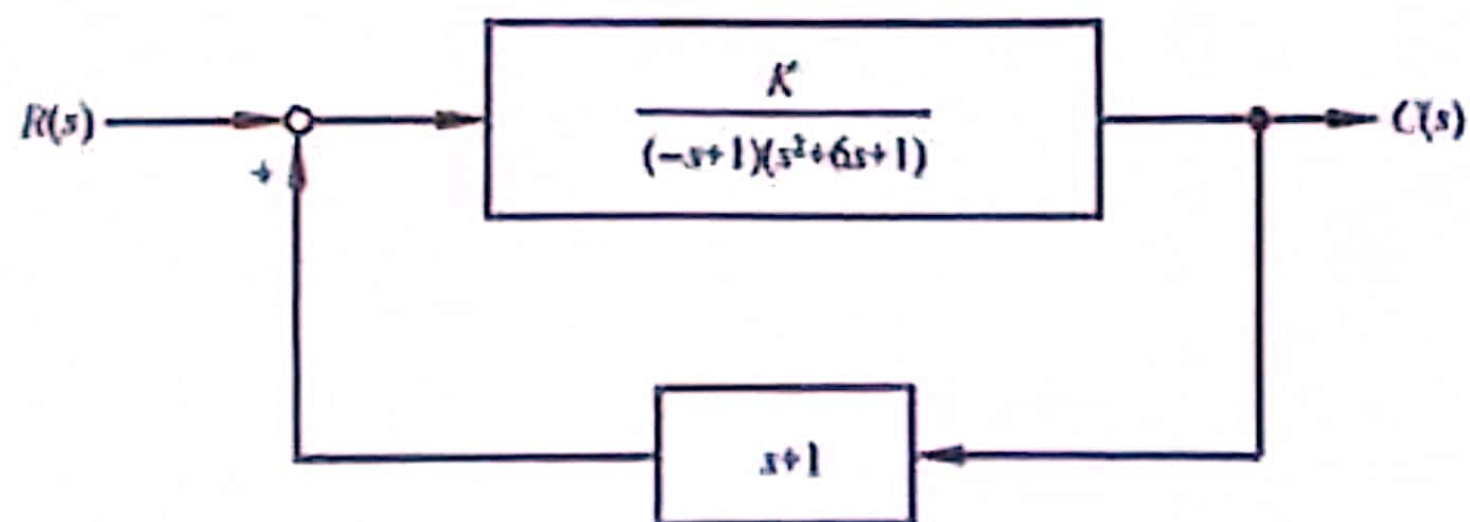 R(s)
+
K*
(-s+1)(s²+6s+1)
C(s)
s+1